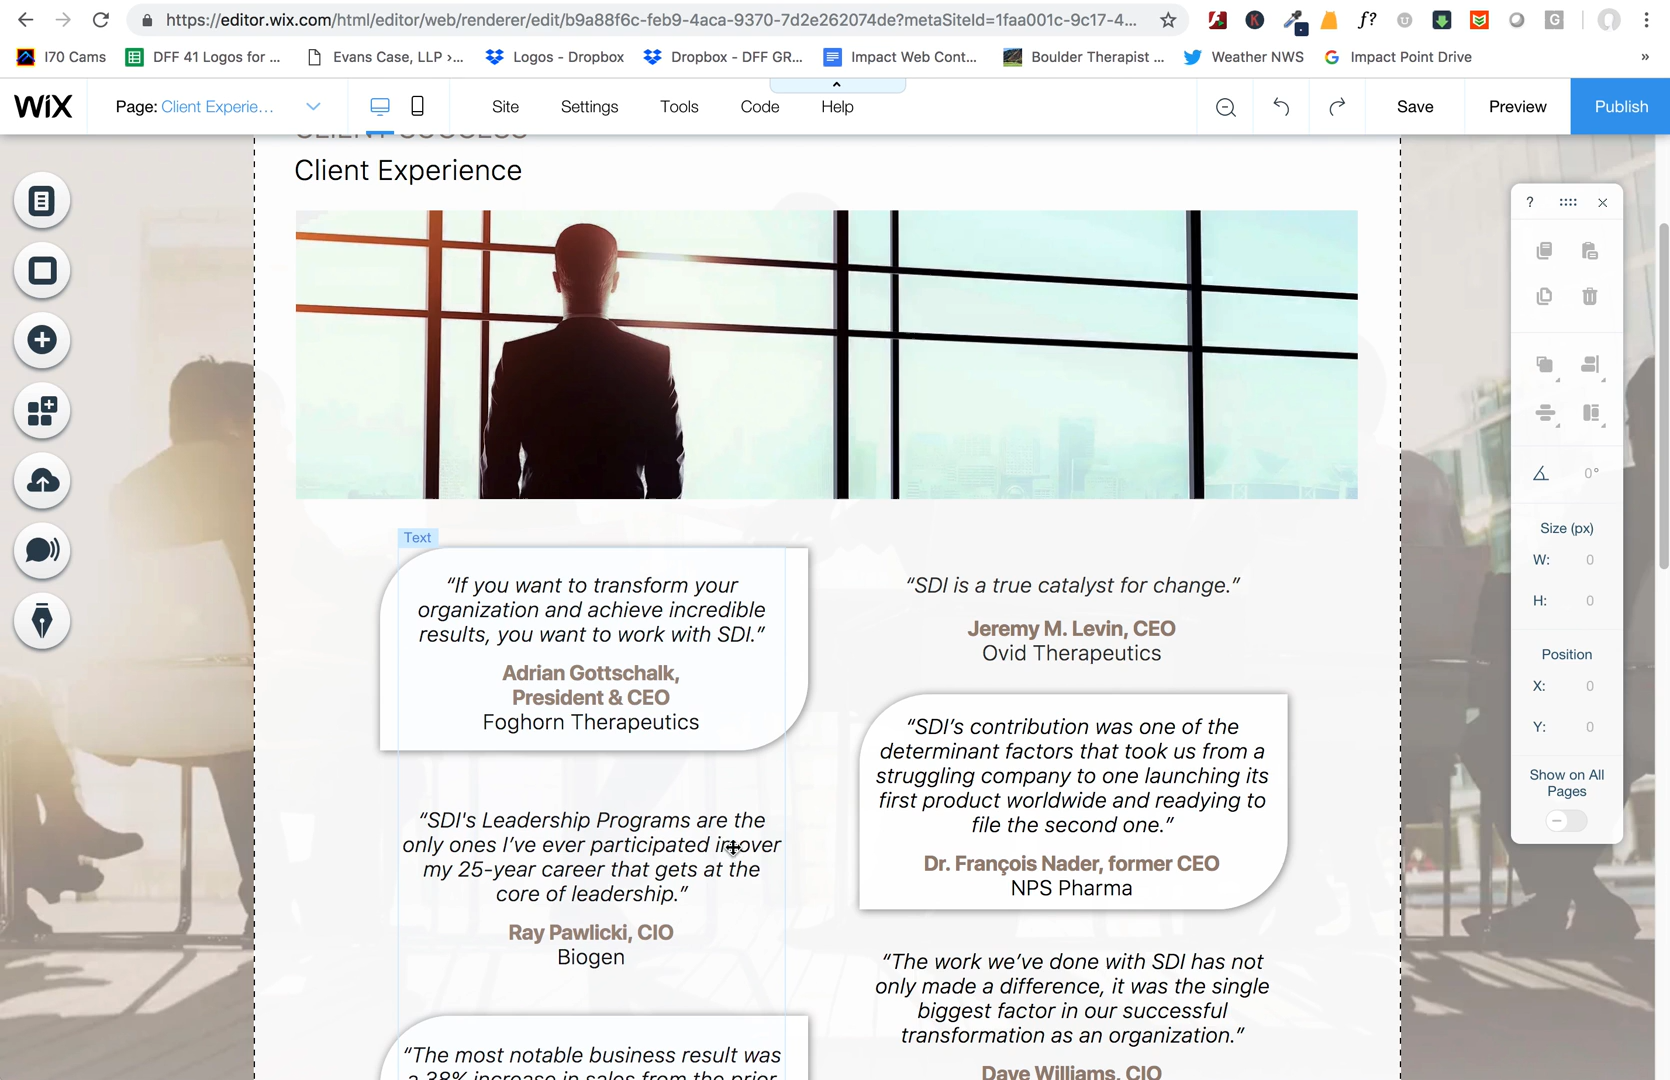 https://editor.wix.com/html/editor/web/renderer/edit/b9a88f6c-feb9-4aca-9370-7d2e262074de?metaSiteId=1faa001c-9c17-4...
f?
K
G
I70 Cams
DFF 41 Logos for ...
Evans Case, LLP ›...
Logos - Dropbox
Dropbox - DFF GR...
Impact Web Cont...
Boulder Therapist ...
Weather NWS
Impact Point Drive
»
WiX
Page: Client Experie...
Site
Settings
Tools
Code
Help
Save
Preview
Publish
CLIENT SUCCESS
Client Experience
Text
“If you want to transform your
organization and achieve incredible
results, you want to work with SDI.”
Adrian Gottschalk,
President & CEO
Foghorn Therapeutics
“SDI's Leadership Programs are the
only ones I’ve ever participated in over
my 25-year career that gets at the
core of leadership.”
Ray Pawlicki, CIO
Biogen
“The most notable business result was
a 38% increase in sales from the prior
“SDI is a true catalyst for change.”
Jeremy M. Levin, CEO
Ovid Therapeutics
“SDI’s contribution was one of the
determinant factors that took us from a
struggling company to one launching its
first product worldwide and readying to
file the second one.”
Dr. François Nader, former CEO
NPS Pharma
“The work we’ve done with SDI has not
only made a difference, it was the single
biggest factor in our successful
transformation as an organization.”
Dave Williams, CIO
?
0°
Size (px)
W: 0
H: 0
Position
X: 0
Y: 0
Show on All
Pages